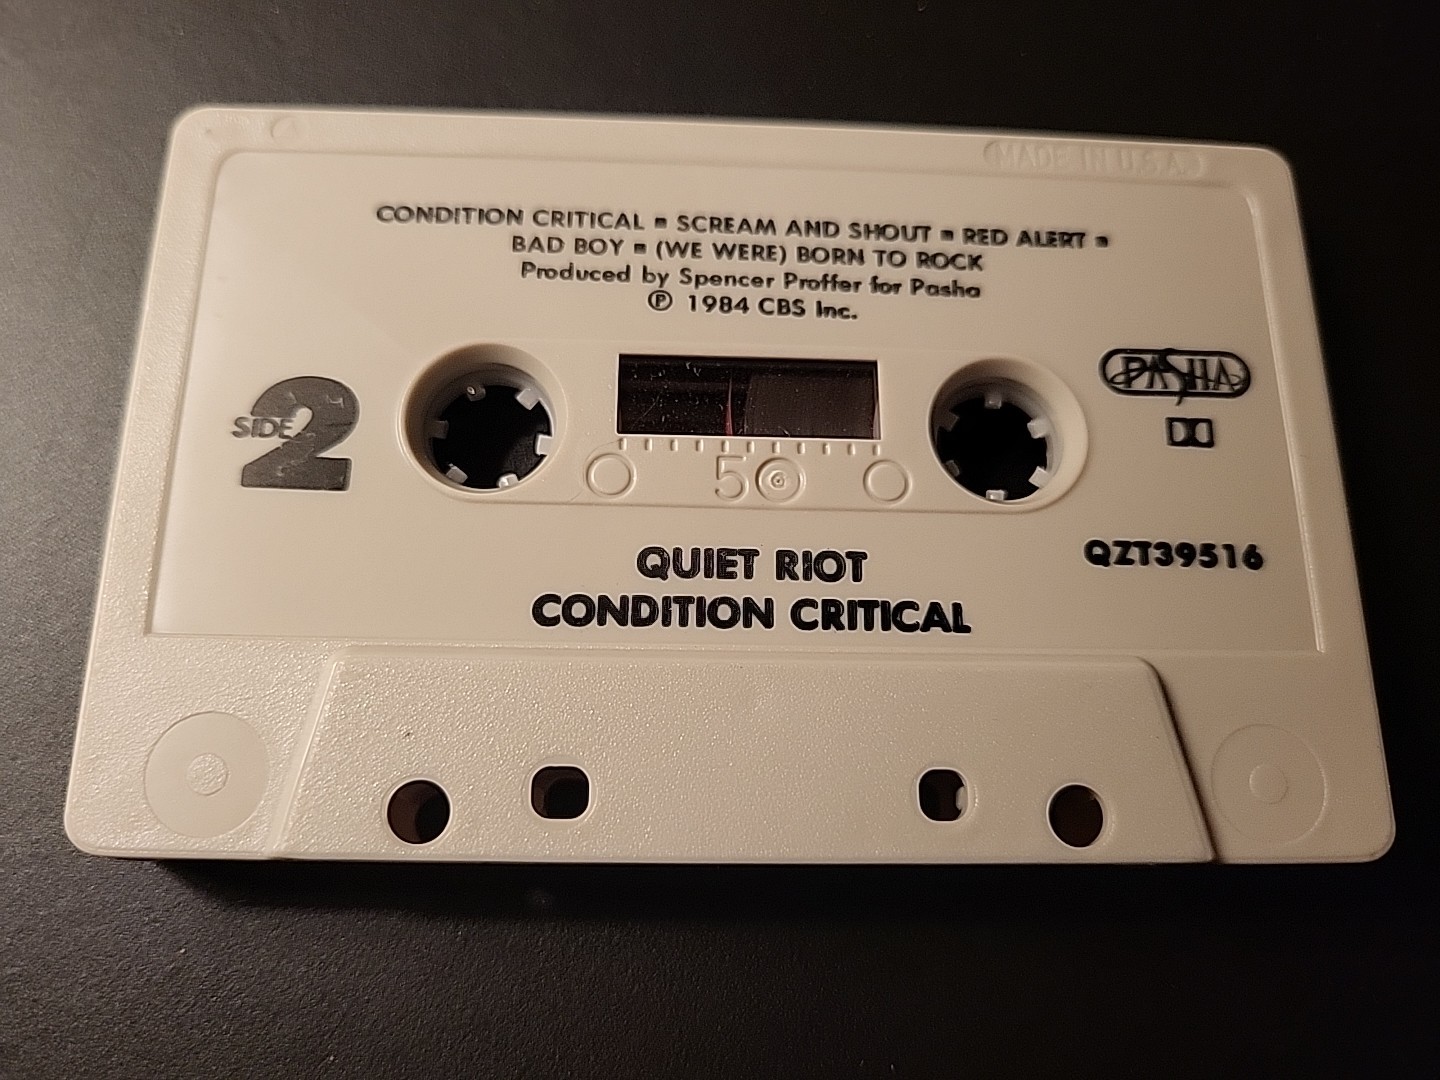 MADE IN U.S.A.
CONDITION CRITICAL ▪ SCREAM AND SHOUT ▪ RED ALERT ▪
BAD BOY ▪ (WE WERE) BORN TO ROCK
Produced by Spencer Proffer for Pasha
℗ 1984 CBS Inc.
PASHA
SIDE 2
50
QZT39516
QUIET RIOT
CONDITION CRITICAL